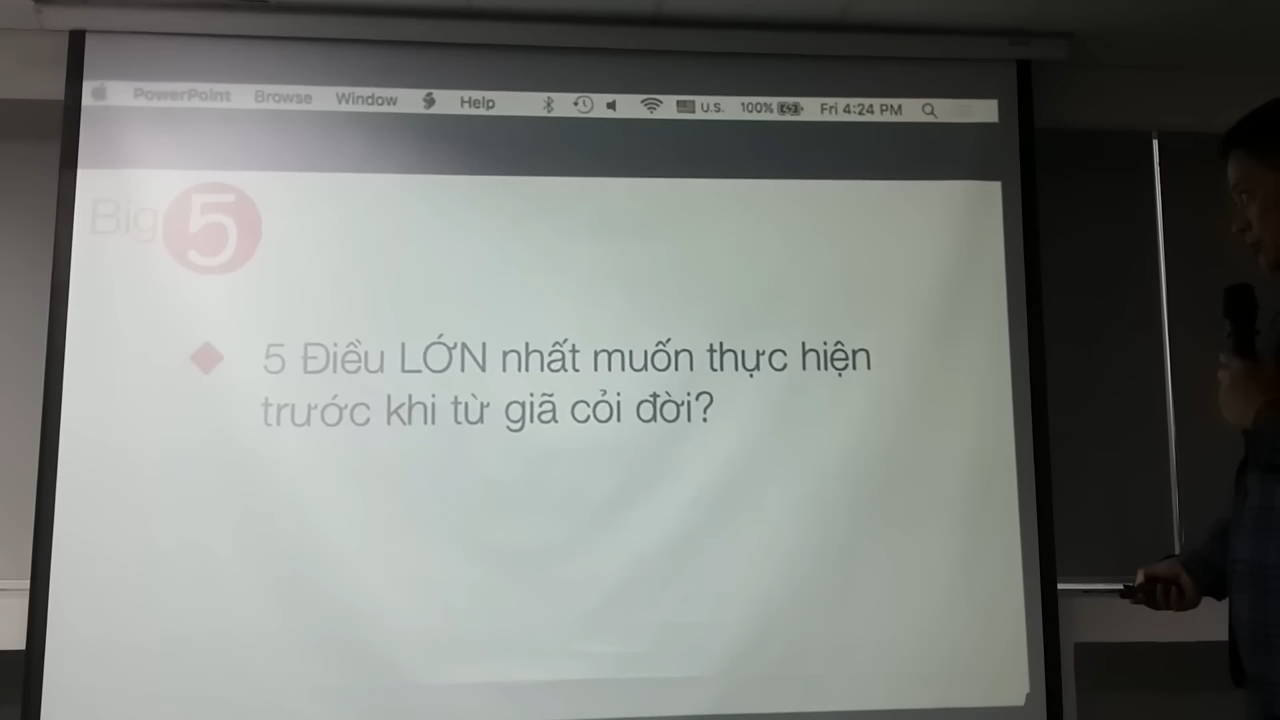 PowerPoint Browse Window Help U.S. 100% Fri 4:24 PM
Big 5
5 Điều LỚN nhất muốn thực hiện
trước khi từ giã cỏi đời?